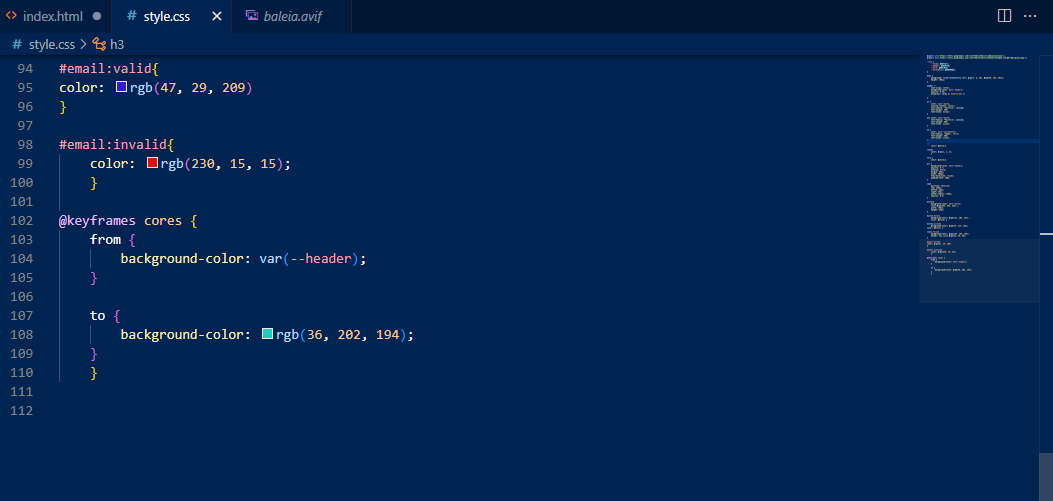 index.html
style.css
baleia.avif
style.css > h3
94 #email:valid{
95 color: rgb(47, 29, 209)
96 }
97
98 #email:invalid{
99 color: rgb(230, 15, 15);
100 }
101
102 @keyframes cores {
103 from {
104 background-color: var(--header);
105 }
106
107 to {
108 background-color: rgb(36, 202, 194);
109 }
110 }
111
112